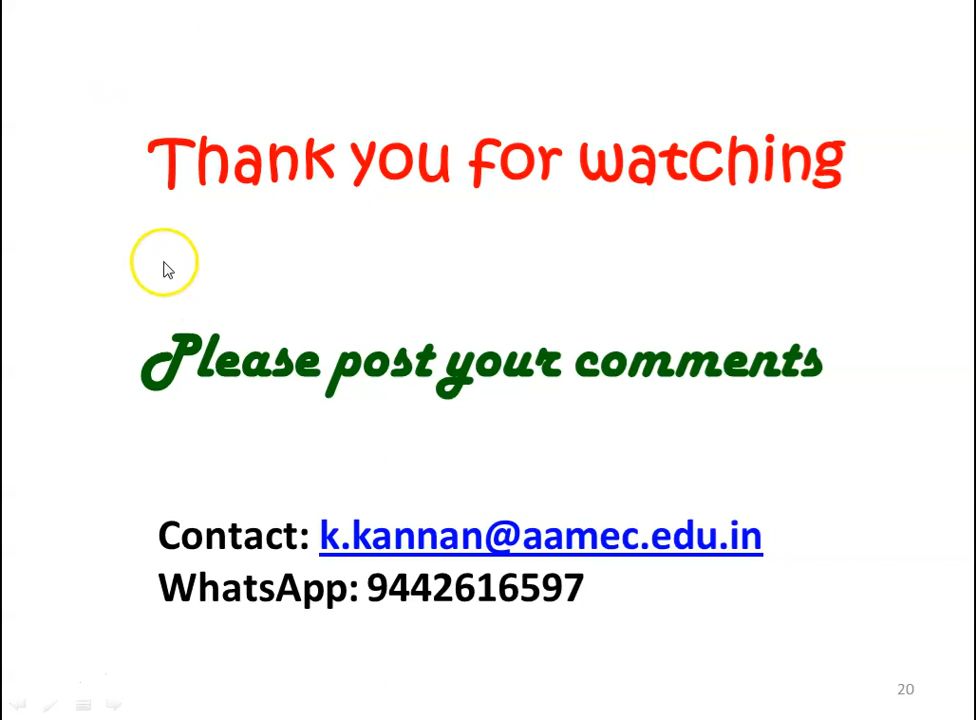 Thank you for watching
Please post your comments
Contact: k.kannan@aamec.edu.in
WhatsApp: 9442616597
20